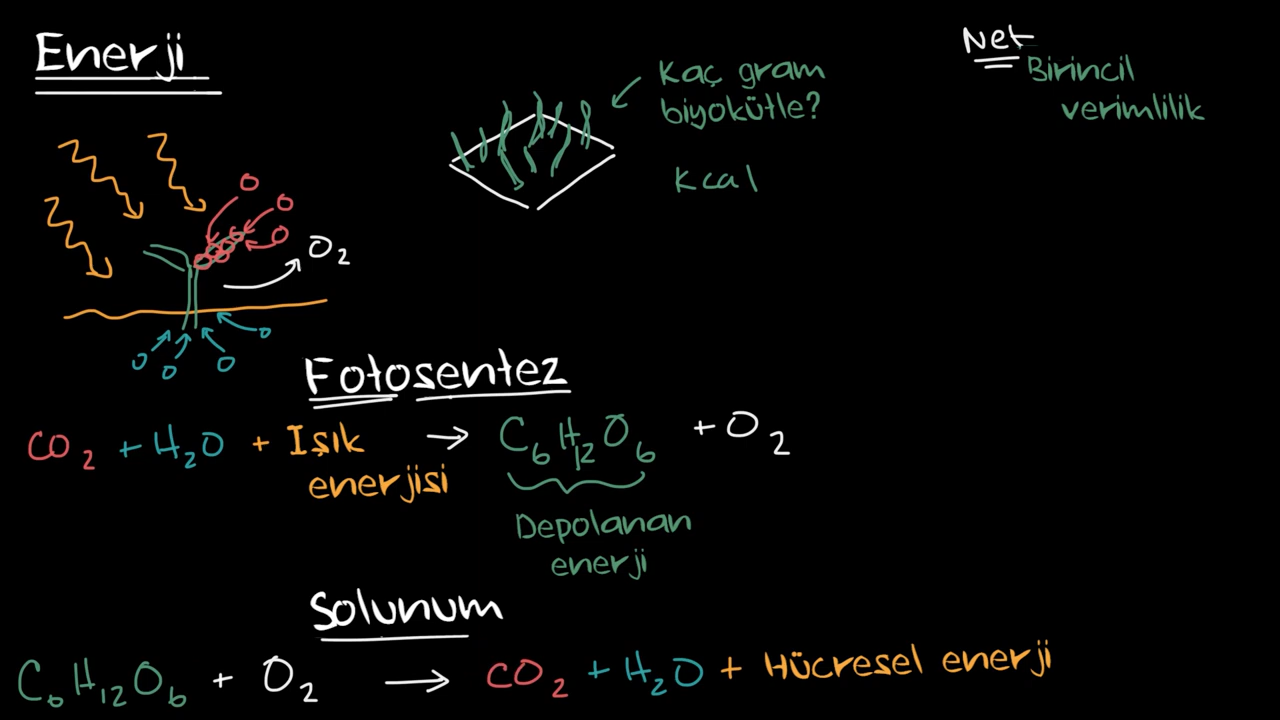 Enerji
Net
Birincil
verimlilik
Kaç gram
biyokütle?
kcal
O₂
Fotosentez
CO₂ + H₂O + Işık
enerjisi
→ C₆H₁₂O₆ + O₂
Depolanan
enerji
Solunum
C₆H₁₂O₆ + O₂ → CO₂ + H₂O + Hücresel enerji